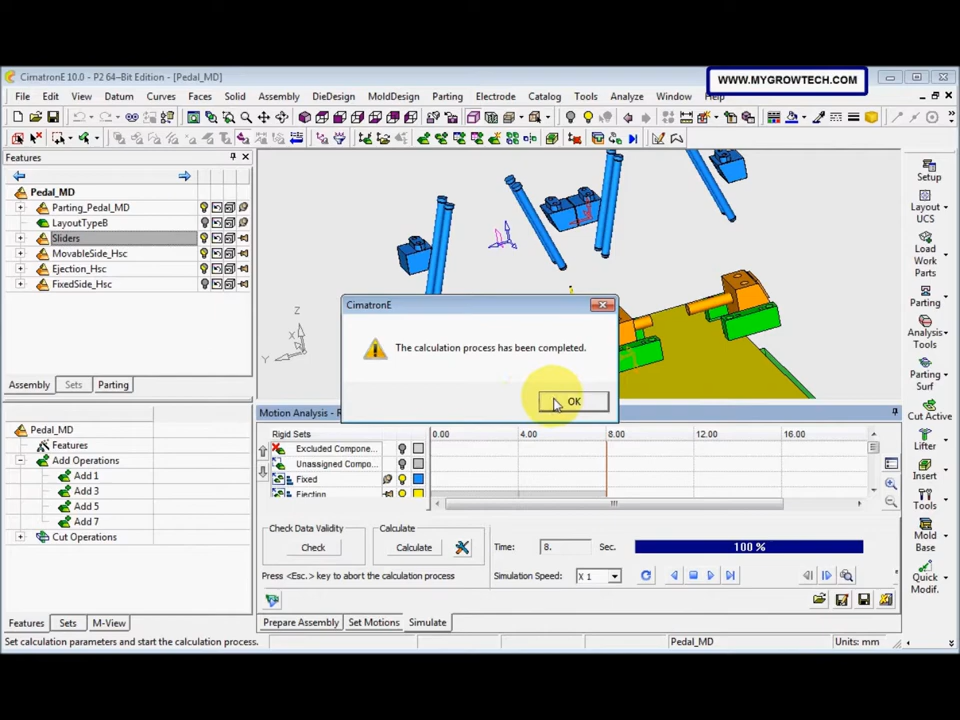 CimatronE 10.0 - P2 64–Bit Edition - [Pedal_MD]
WWW.MYGROWTECH.COM
File Edit View Datum Curves Faces Solid Assembly DieDesign MoldDesign Parting Electrode Catalog Tools Analyze Window Help
Features
Pedal_MD
Parting_Pedal_MD
LayoutTypeB
Sliders
MovableSide_Hsc
Ejection_Hsc
FixedSide_Hsc
Assembly Sets Parting
Pedal_MD
Features
Add Operations
Add 1
Add 3
Add 5
Add 7
Cut Operations
Features Sets M-View
Z
X
Y
CimatronE
The calculation process has been completed.
OK
Motion Analysis - R
Rigid Sets 0.00 4.00 8.00 12.00 16.00
Excluded Compone...
Unassigned Compo...
Fixed
Ejection
Check Data Validity
Check
Calculate
Calculate
Time: 8. Sec. 100 %
Press <Esc.> key to abort the calculation process
Simulation Speed: X 1
Prepare Assembly Set Motions Simulate
Setup
Layout UCS
Load Work Parts
Parting
Analysis Tools
Parting Surf
Cut Active
Lifter
Insert
Tools
Mold Base
Quick Modif.
Set calculation parameters and start the calculation process.
Pedal_MD
Units: mm